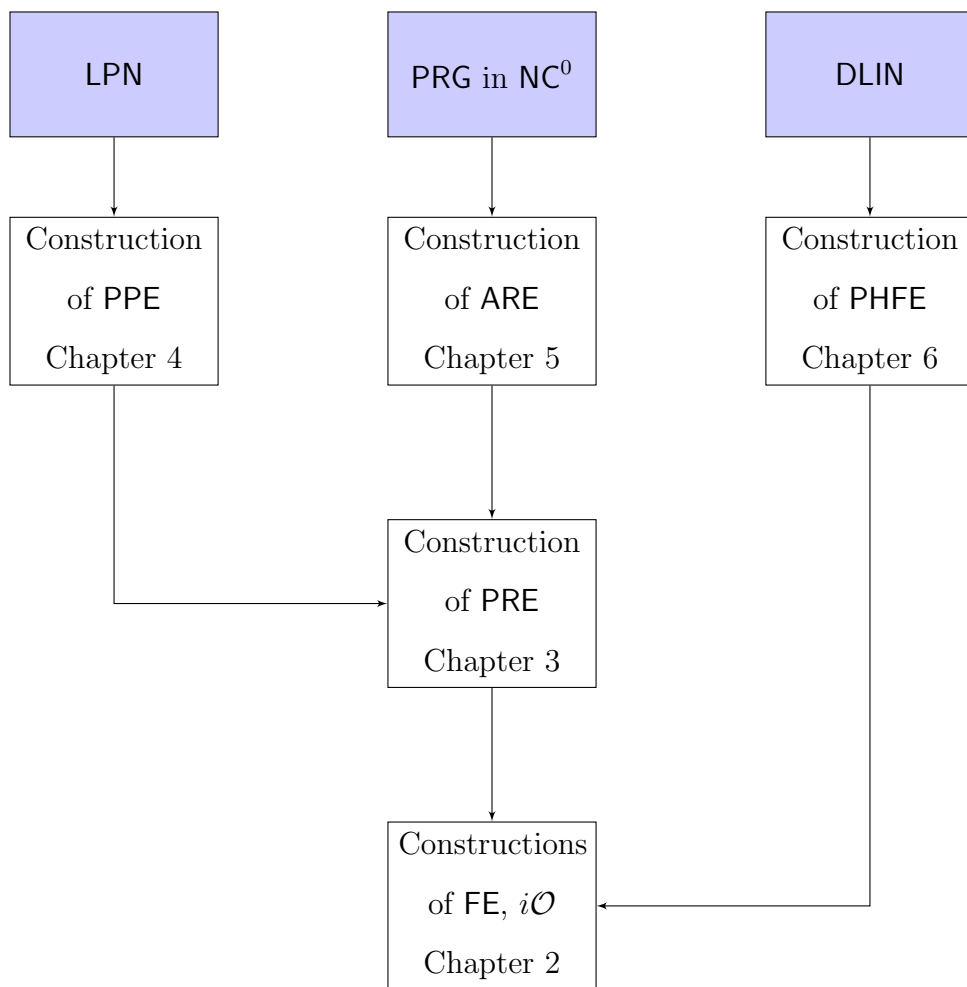 LPN
PRG in NC⁰
DLIN
Construction
of PPE
Chapter 4
Construction
of ARE
Chapter 5
Construction
of PHFE
Chapter 6
Construction
of PRE
Chapter 3
Constructions
of FE, i𝒪
Chapter 2